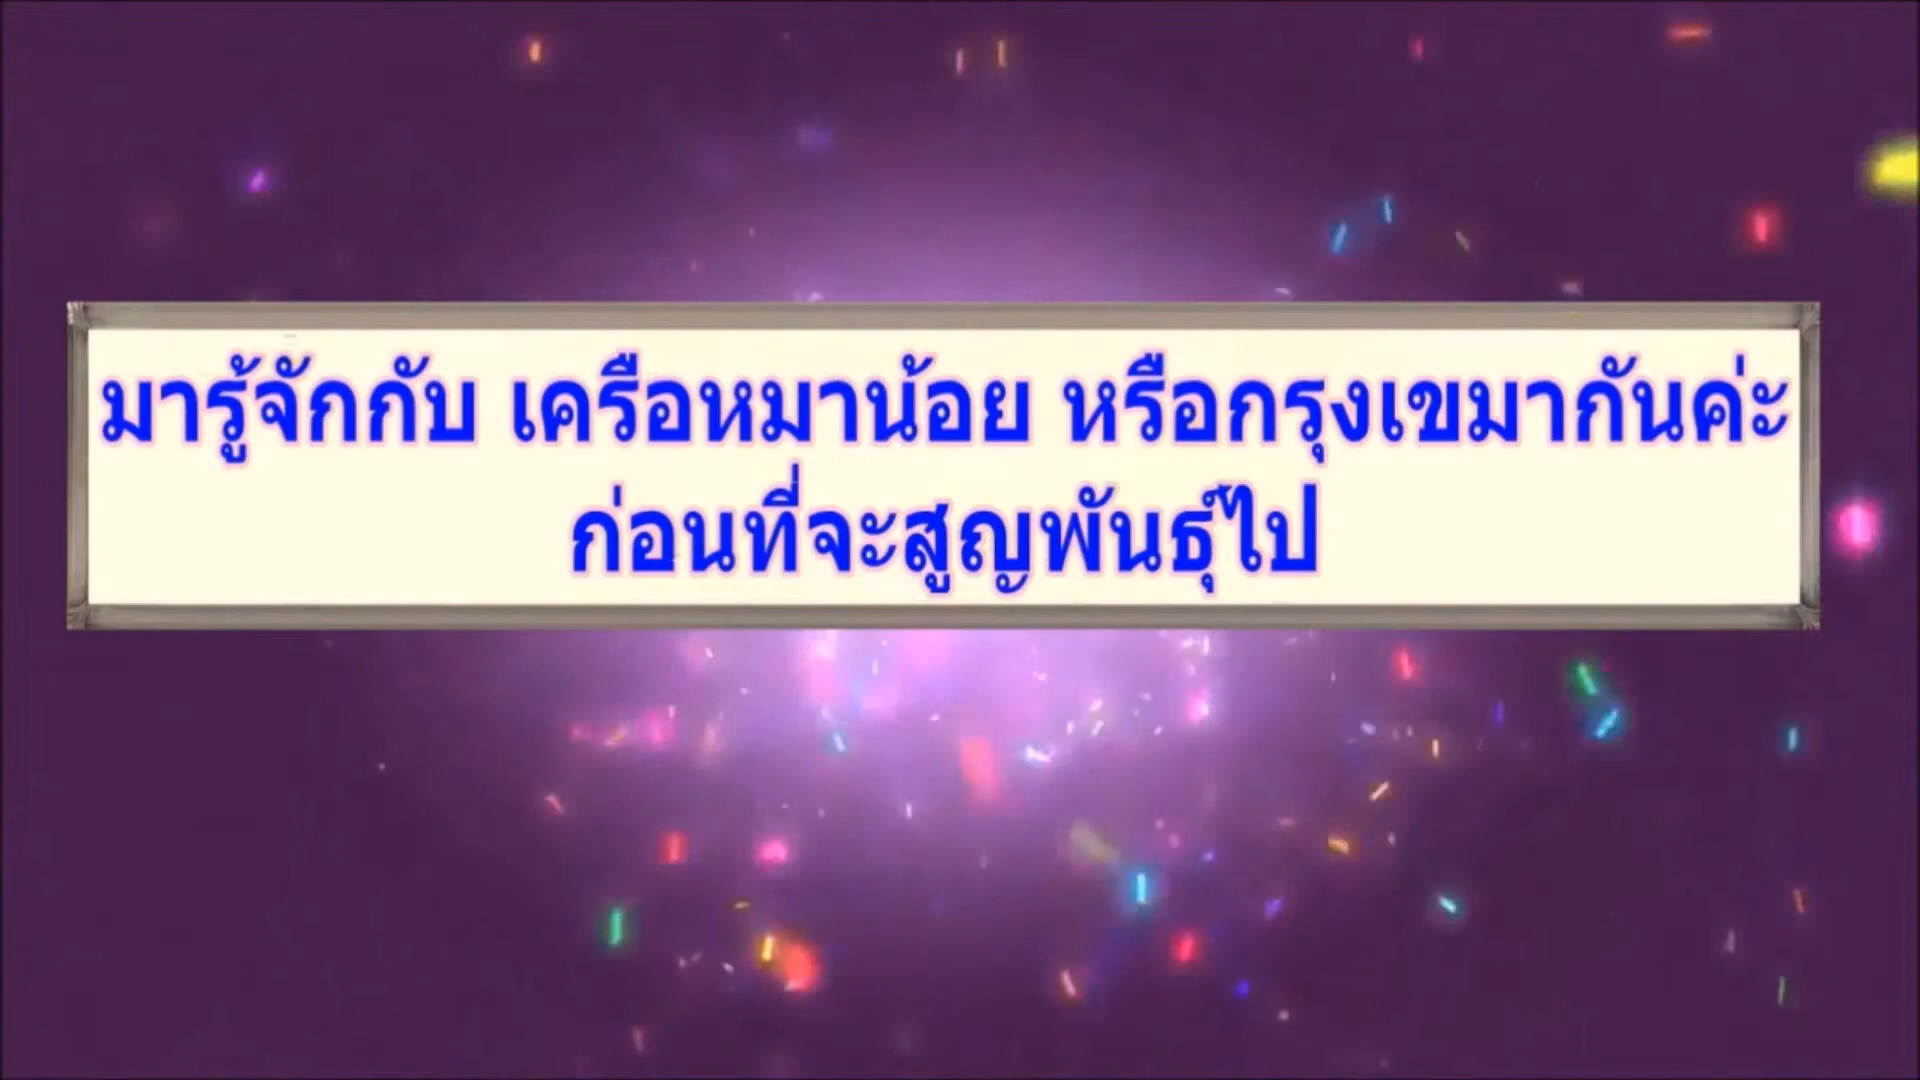 มารู้จักกับ เครือหมาน้อย หรือกรุงเขมากันค่ะ
ก่อนที่จะสูญพันธุ์ไป